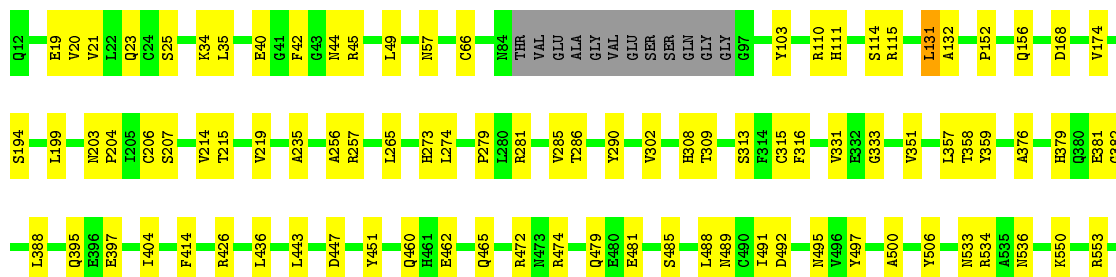 Q12 E19 V20 V21 L22 Q23 C24 S25 K34 L35 E40 G41 F42 G43 N44 R45 L49 N57 C66 N84 THR VAL GLU ALA GLY VAL GLU SER SER GLN GLY GLY G97 Y103 R110 H111 S114 R115 L131 A132 P152 Q156 D168 V174
S194 L199 N203 P204 I205 C206 S207 V214 T215 V219 A235 A256 R257 L265 H273 L274 P279 L280 R281 V285 T286 Y290 V302 H308 T309 S313 F314 C315 F316 V331 E332 G333 V351 L357 T358 Y359 A376 H379 Q380 E381 G382
L388 Q395 E396 E397 I404 F414 R426 L436 L443 D447 Y451 Q460 H461 E462 Q465 R472 N473 R474 Q479 E480 E481 S485 L488 N489 C490 I491 D492 N495 V496 Y497 A500 Y506 N533 R534 A535 N536 K550 R553